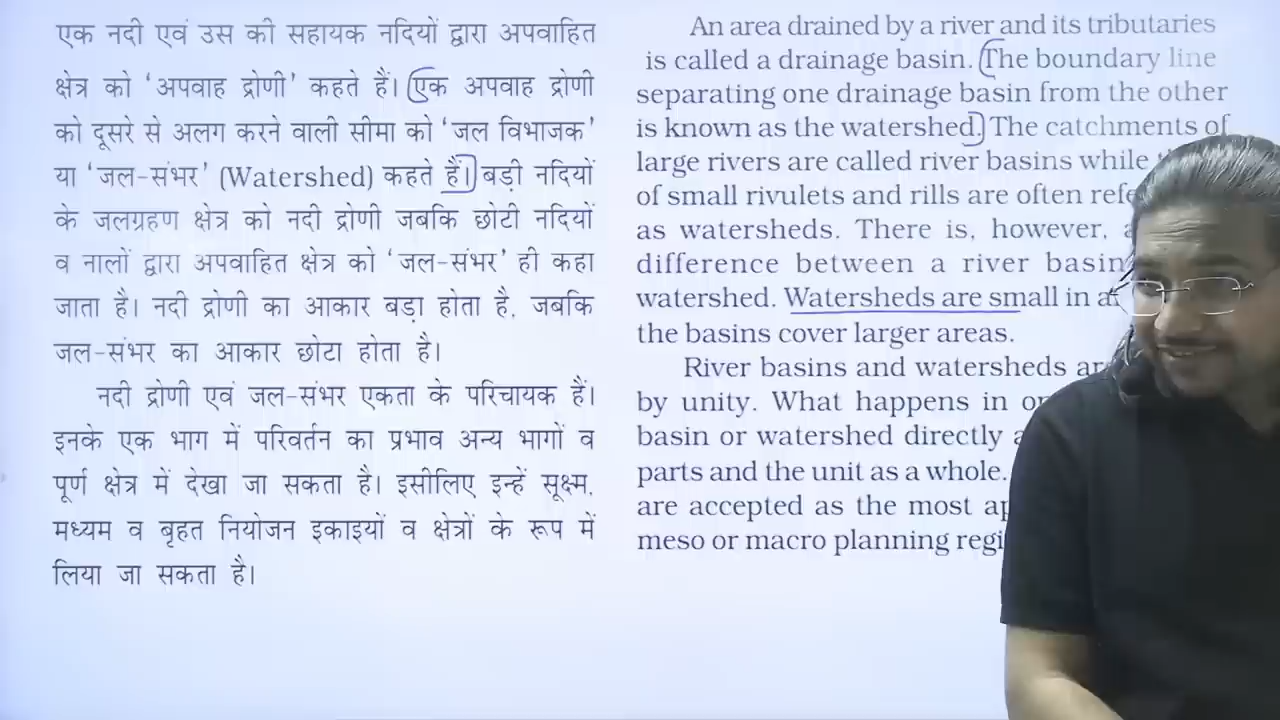 एक नदी एवं उस की सहायक नदियों द्वारा अपवाहित
क्षेत्र को ‘अपवाह द्रोणी’ कहते हैं। एक अपवाह द्रोणी
को दूसरे से अलग करने वाली सीमा को ‘जल विभाजक’
या ‘जल-संभर’ (Watershed) कहते हैं। बड़ी नदियों
के जलग्रहण क्षेत्र को नदी द्रोणी जबकि छोटी नदियों
व नालों द्वारा अपवाहित क्षेत्र को ‘जल-संभर’ ही कहा
जाता है। नदी द्रोणी का आकार बड़ा होता है, जबकि
जल-संभर का आकार छोटा होता है।
नदी द्रोणी एवं जल-संभर एकता के परिचायक हैं।
इनके एक भाग में परिवर्तन का प्रभाव अन्य भागों व
पूर्ण क्षेत्र में देखा जा सकता है। इसीलिए इन्हें सूक्ष्म,
मध्यम व बृहत नियोजन इकाइयों व क्षेत्रों के रूप में
लिया जा सकता है।
An area drained by a river and its tributaries
is called a drainage basin. The boundary line
separating one drainage basin from the other
is known as the watershed. The catchments of
large rivers are called river basins while
of small rivulets and rills are often
as watersheds. There is, however,
difference between a river basin
watershed. Watersheds are small in
the basins cover larger areas.
River basins and watersheds
by unity. What happens in
basin or watershed directly
parts and the unit as a whole.
are accepted as the most
meso or macro planning